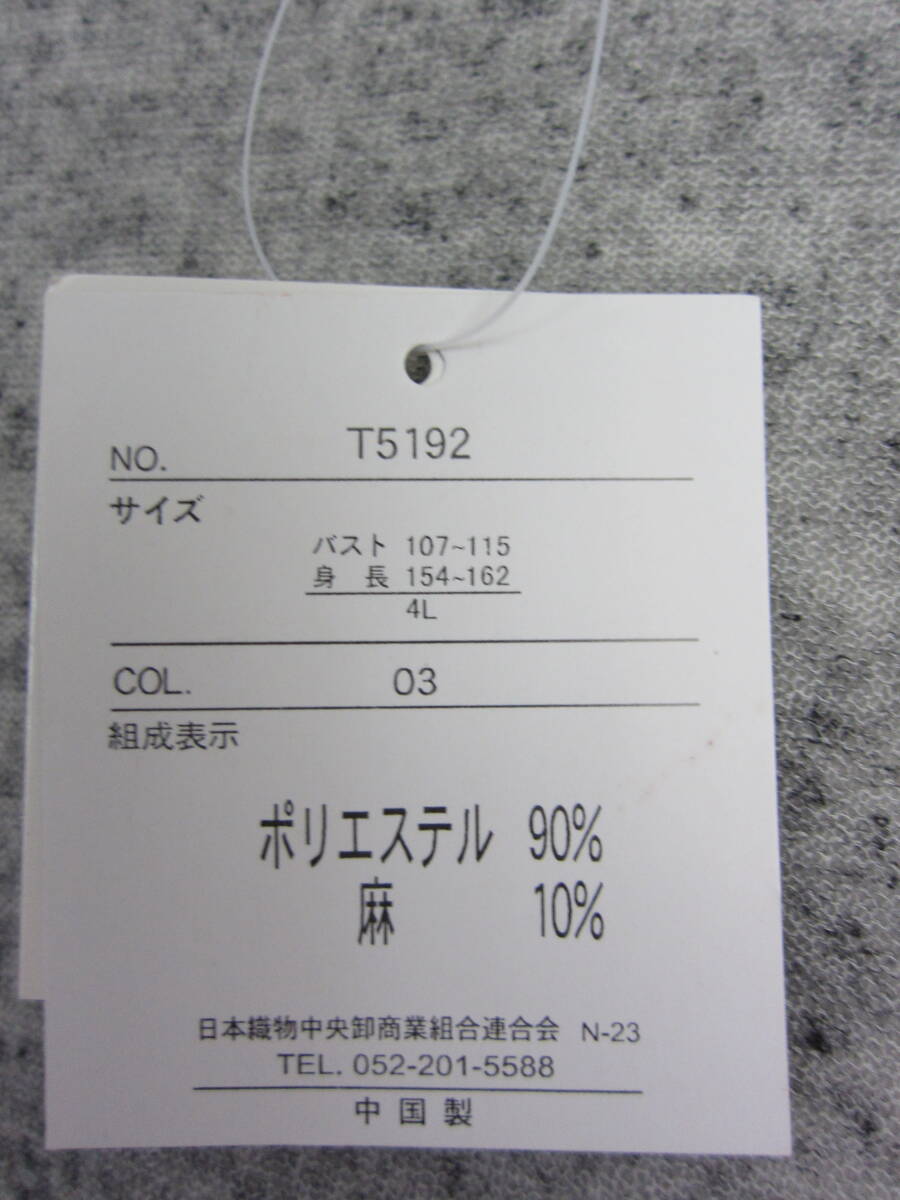 NO. T5192
サイズ
バスト 107~115
身 長 154~162
4L
COL. 03
組成表示
ポリエステル 90%
麻 10%
日本織物中央卸商業組合連合会 N-23
TEL. 052-201-5588
中国製